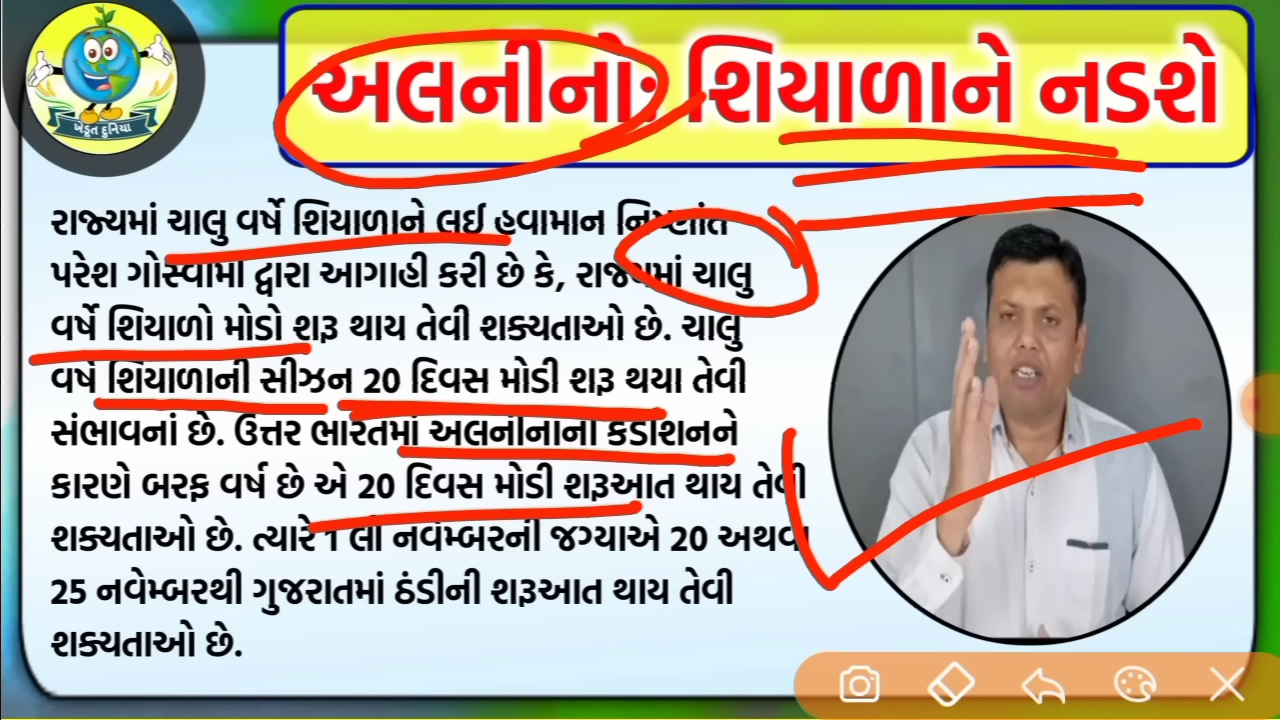 ખેડૂત દુનિયા
અલનીનો: શિયાળાને નડશે
રાજ્યમાં ચાલુ વર્ષે શિયાળાને લઈ હવામાન નિષ્ણાંત
પરેશ ગોસ્વામી દ્વારા આગાહી કરી છે કે, રાજ્યમાં ચાલુ
વર્ષે શિયાળો મોડો શરૂ થાય તેવી શક્યતાઓ છે. ચાલુ
વર્ષે શિયાળાની સીઝન 20 દિવસ મોડી શરૂ થયા તેવી
સંભાવનાં છે. ઉત્તર ભારતમાં અલનીનોની કંડીશનને
કારણે બરફ વર્ષ છે એ 20 દિવસ મોડી શરૂઆત થાય તેવી
શક્યતાઓ છે. ત્યારે 1 લી નવેમ્બરની જગ્યાએ 20 અથવા
25 નવેમ્બરથી ગુજરાતમાં ઠંડીની શરૂઆત થાય તેવી
શક્યતાઓ છે.